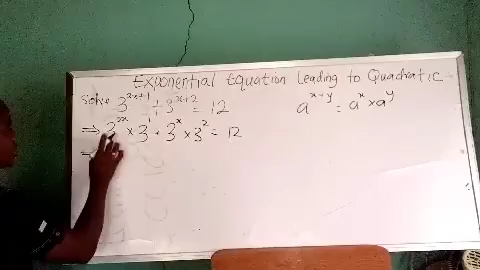 Exponential Equation Leading to Quadratic
Solve 3^{2x+1} + 3^{x+2} = 12
a^{x+y} = a^x × a^y
⇒ 3^{2x} × 3^1 + 3^x × 3^2 = 12
=